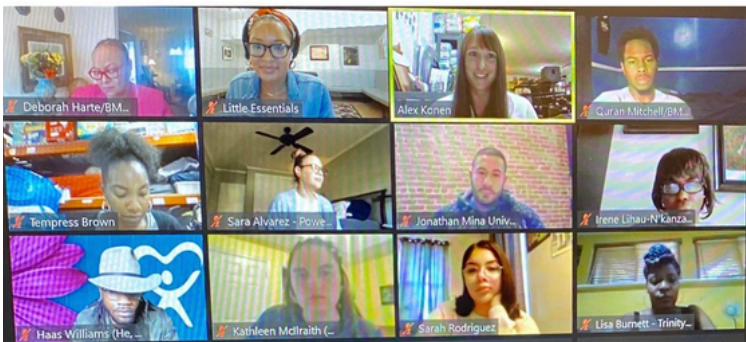 Deborah Harte/BM...
Little Essentials
Alex Konen
Quran Mitchell/BM...
Tempress Brown
Sara Alvarez - Powe...
Jonathan Mina Univ...
Irene Lihau-N'kanza...
Haas Williams (He, ...
Kathleen McIlraith (...
Sarah Rodriguez
Lisa Burnett - Trinity...